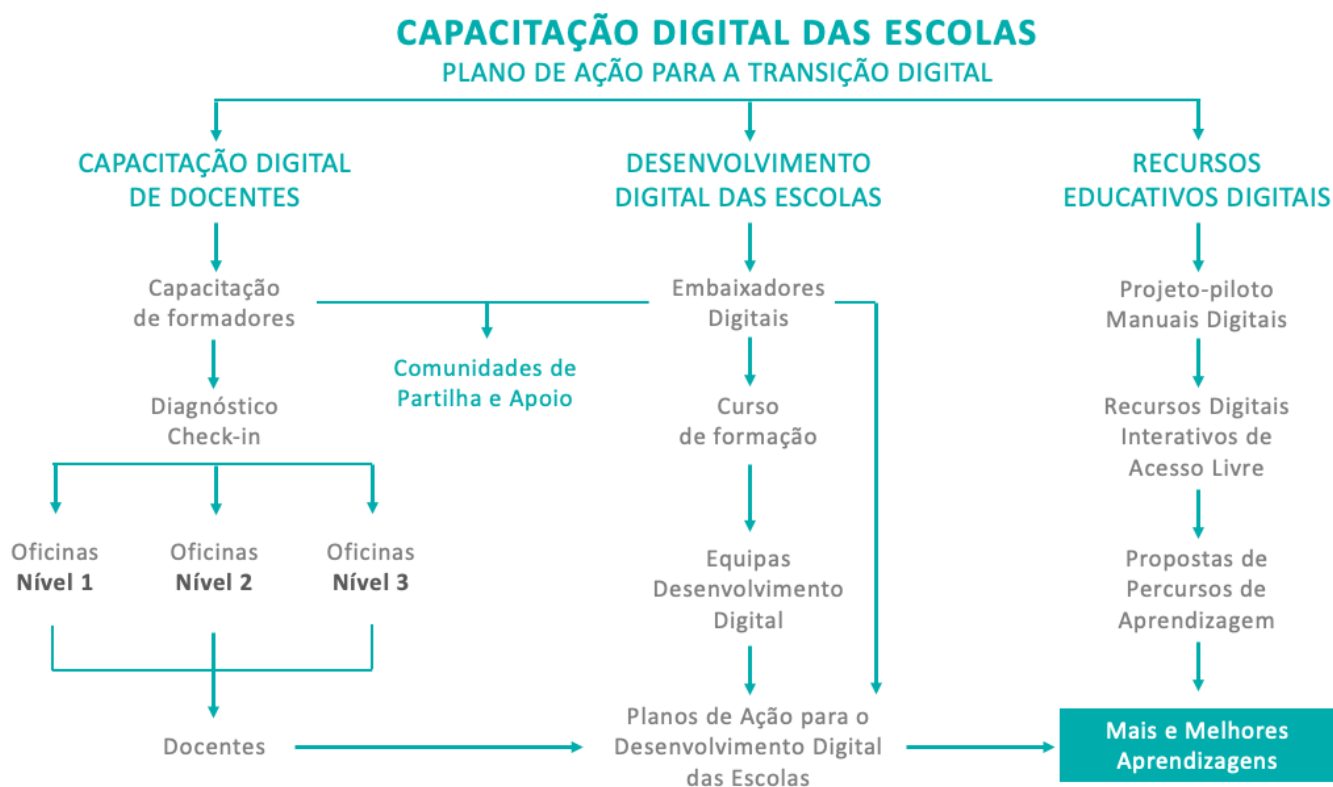 CAPACITAÇÃO DIGITAL DAS ESCOLAS
PLANO DE AÇÃO PARA A TRANSIÇÃO DIGITAL
CAPACITAÇÃO DIGITAL
DE DOCENTES
DESENVOLVIMENTO
DIGITAL DAS ESCOLAS
RECURSOS
EDUCATIVOS DIGITAIS
Capacitação
de formadores
Embaixadores
Digitais
Projeto-piloto
Manuais Digitais
Comunidades de
Partilha e Apoio
Diagnóstico
Check-in
Curso
de formação
Recursos Digitais
Interativos de
Acesso Livre
Oficinas
Nível 1
Oficinas
Nível 2
Oficinas
Nível 3
Equipas
Desenvolvimento
Digital
Propostas de
Percursos de
Aprendizagem
Docentes
Planos de Ação para o
Desenvolvimento Digital
das Escolas
Mais e Melhores
Aprendizagens